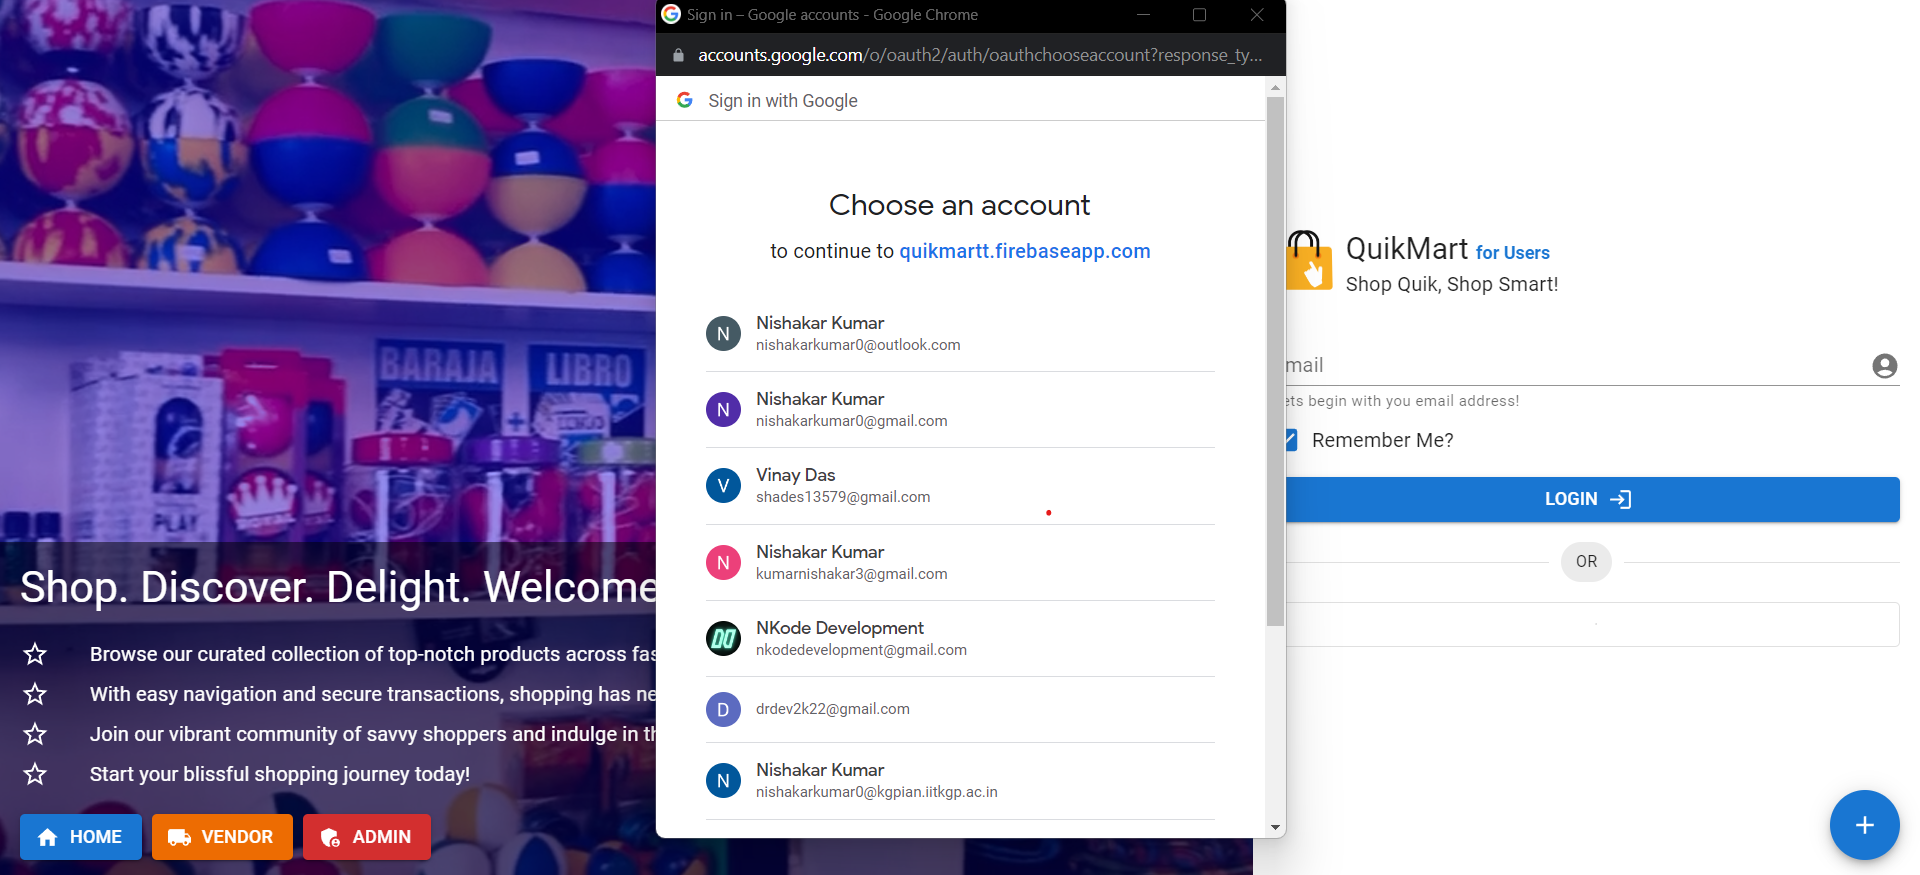 Sign in – Google accounts - Google Chrome
accounts.google.com/o/oauth2/auth/oauthchooseaccount?response_ty...
Sign in with Google
Choose an account
to continue to quikmartt.firebaseapp.com
N
Nishakar Kumar
nishakarkumar0@outlook.com
N
Nishakar Kumar
nishakarkumar0@gmail.com
V
Vinay Das
shades13579@gmail.com
N
Nishakar Kumar
kumarnishakar3@gmail.com
NKode Development
nkodedevelopment@gmail.com
D
drdev2k22@gmail.com
N
Nishakar Kumar
nishakarkumar0@kgpian.iitkgp.ac.in
BARAJA
LIBRO
PLAY
Shop. Discover. Delight. Welcome
Browse our curated collection of top-notch products across fas
With easy navigation and secure transactions, shopping has ne
Join our vibrant community of savvy shoppers and indulge in th
Start your blissful shopping journey today!
HOME
VENDOR
ADMIN
QuikMart for Users
Shop Quik, Shop Smart!
mail
ets begin with you email address!
Remember Me?
LOGIN
OR
+